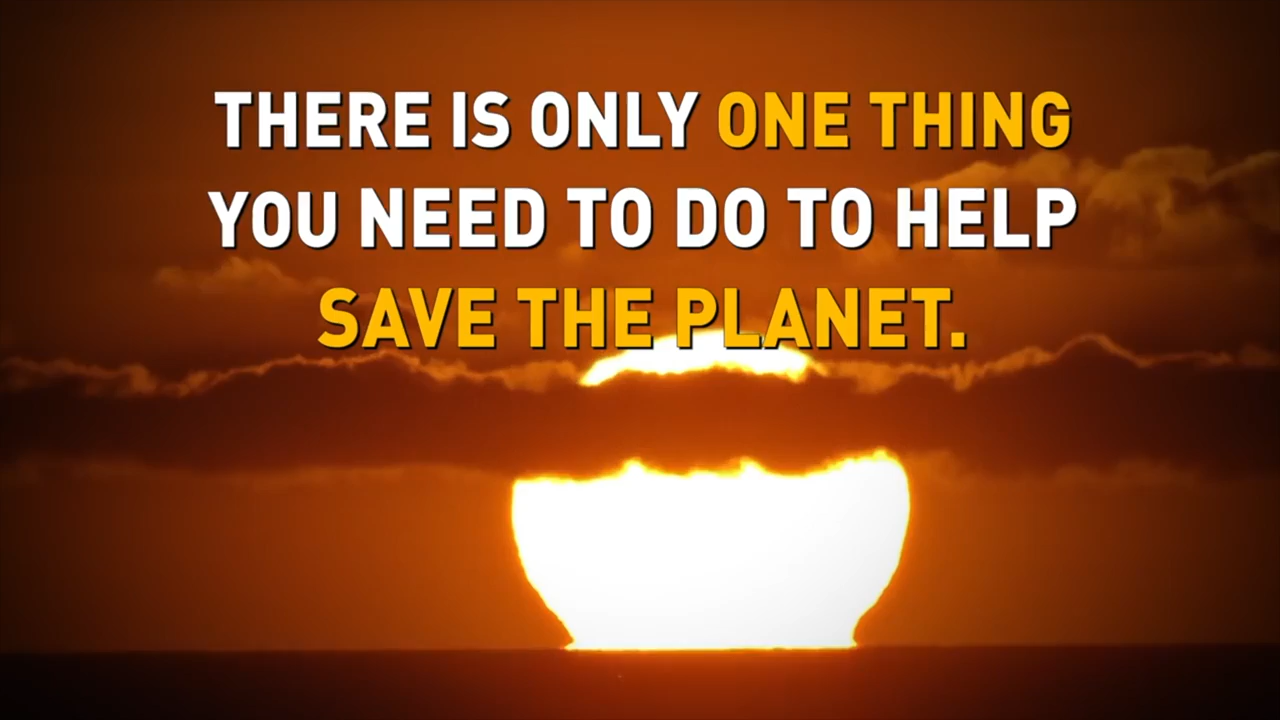 THERE IS ONLY ONE THING
YOU NEED TO DO TO HELP
SAVE THE PLANET.